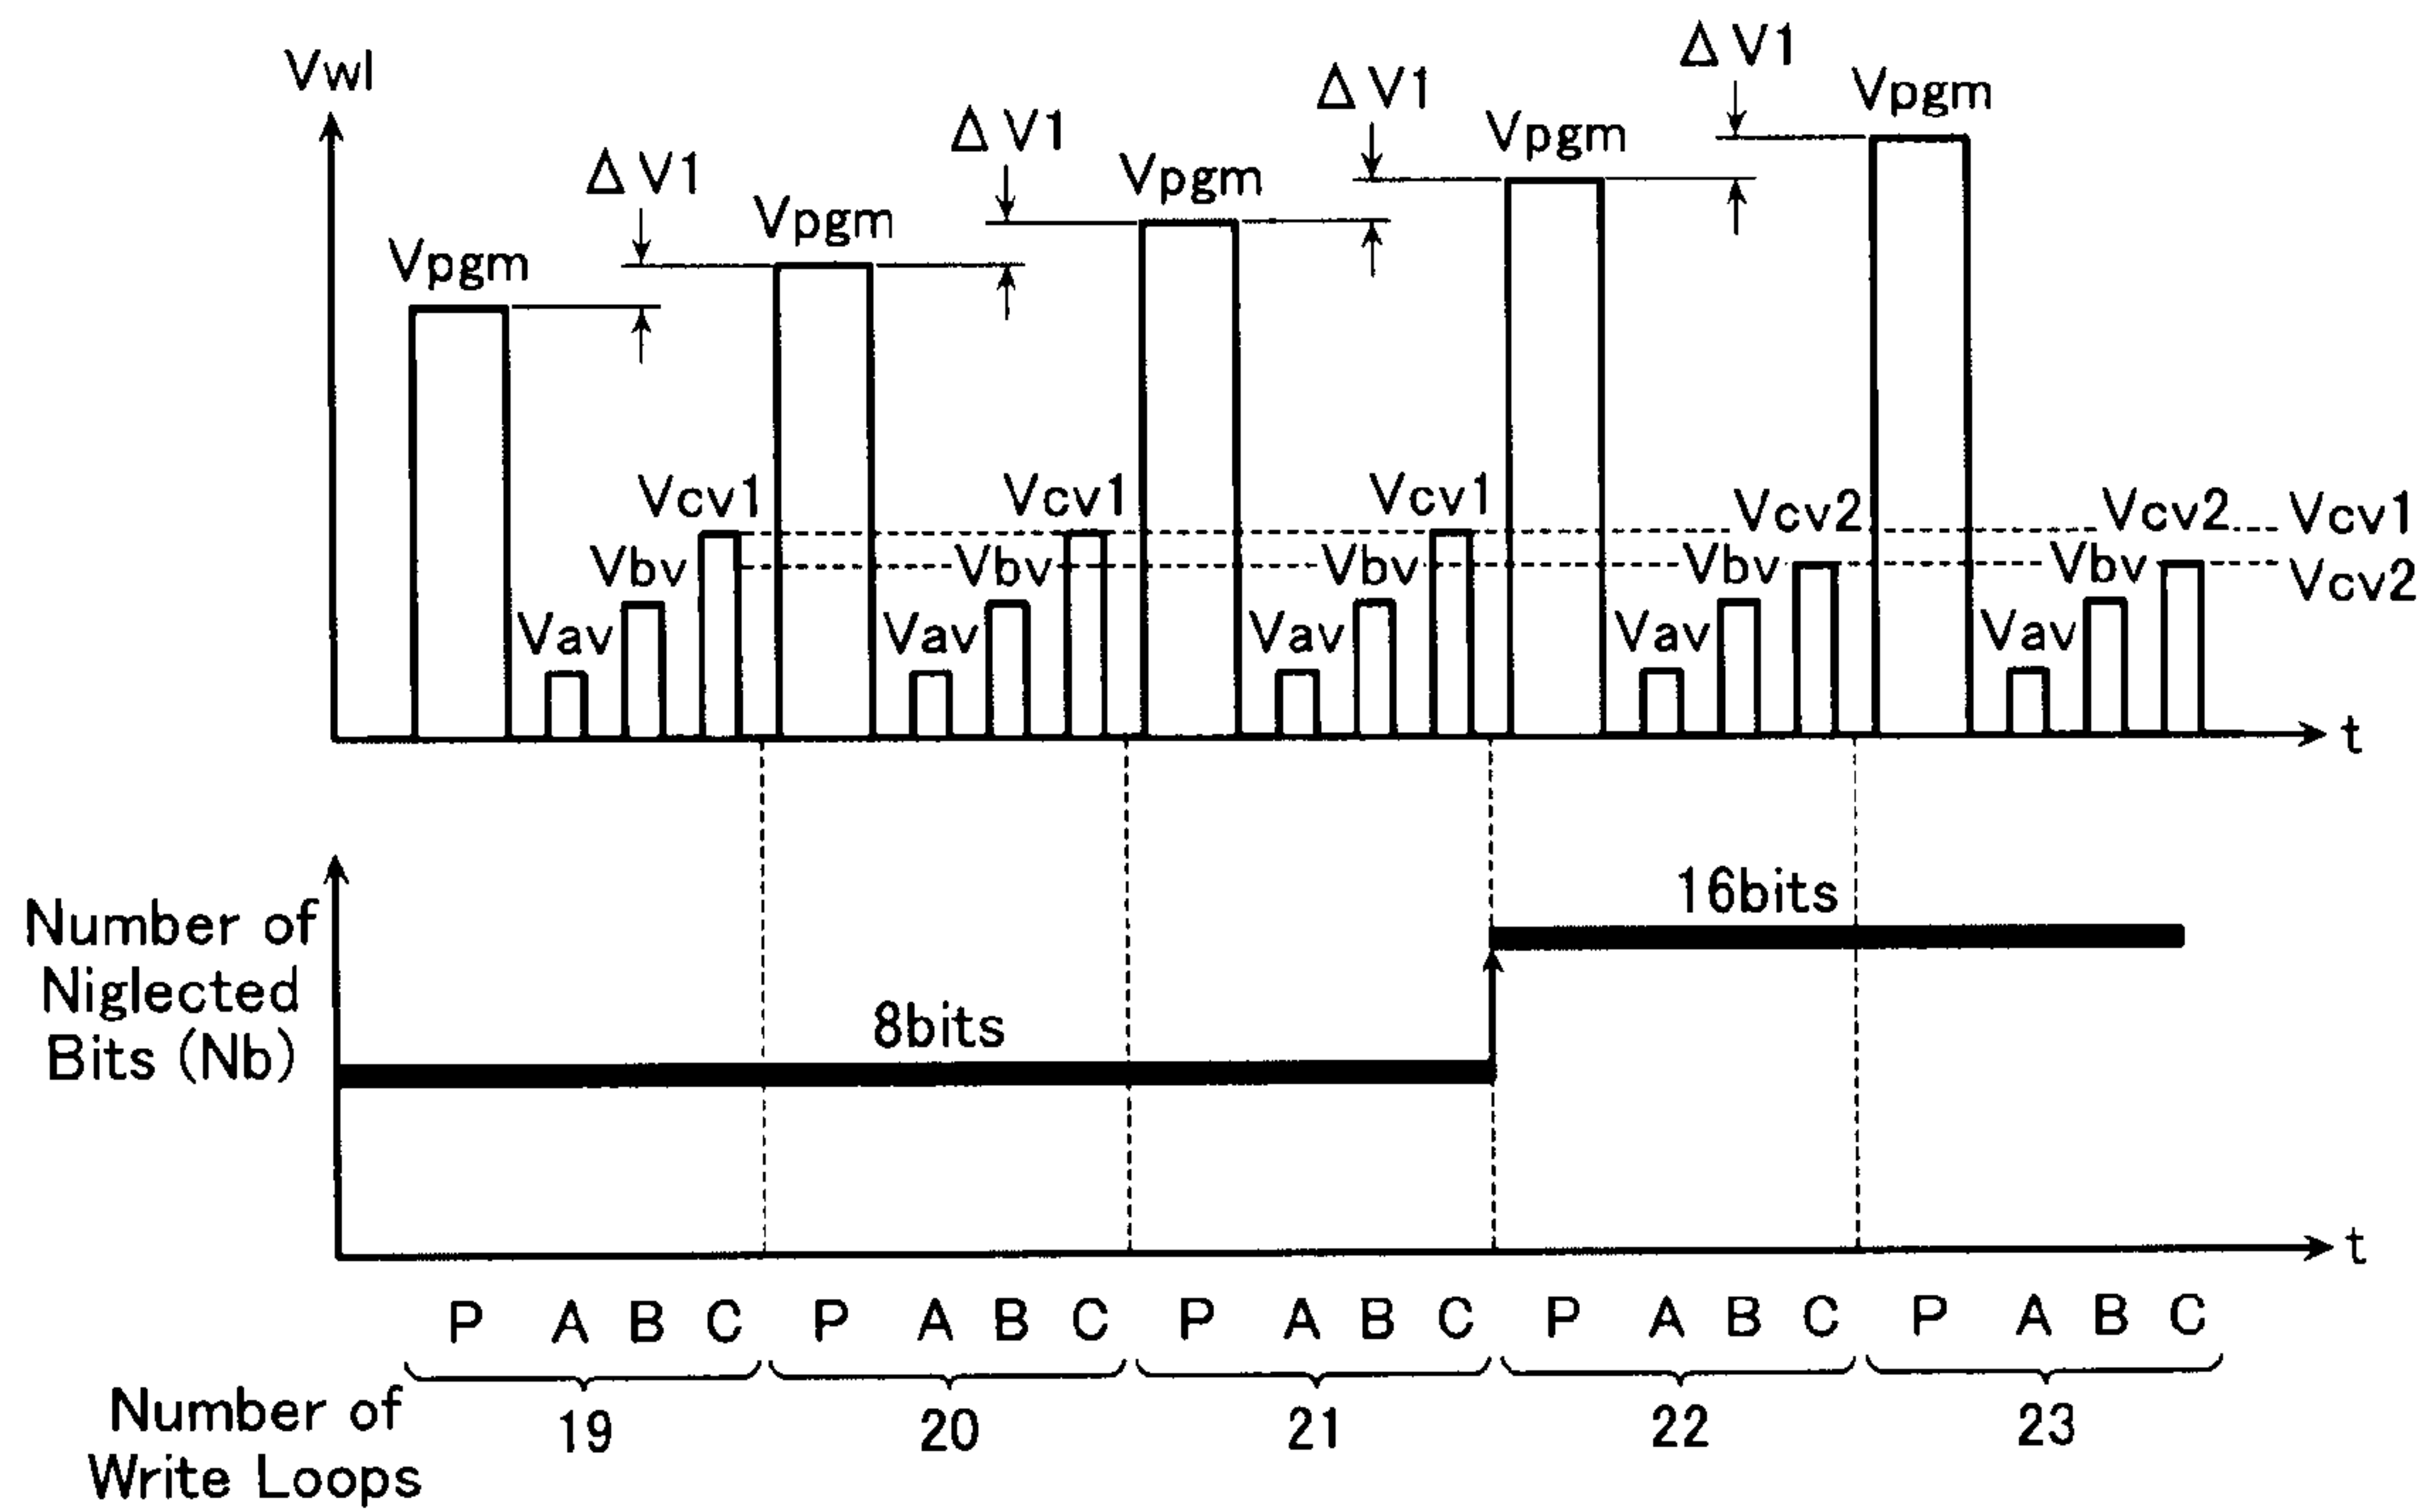 Vwl
ΔV1
ΔV1
ΔV1
ΔV1
Vpgm
Vpgm
Vpgm
Vpgm
Vpgm
Vcv1
Vcv1
Vcv1
Vcv2
Vcv2
Vcv1
Vbv
Vbv
Vbv
Vbv
Vbv
Vcv2
Vav
Vav
Vav
Vav
Vav
t
Number of
Niglected
Bits (Nb)
8bits
16bits
t
P A B C P A B C P A B C P A B C P A B C
Number of
Write Loops
19 20 21 22 23